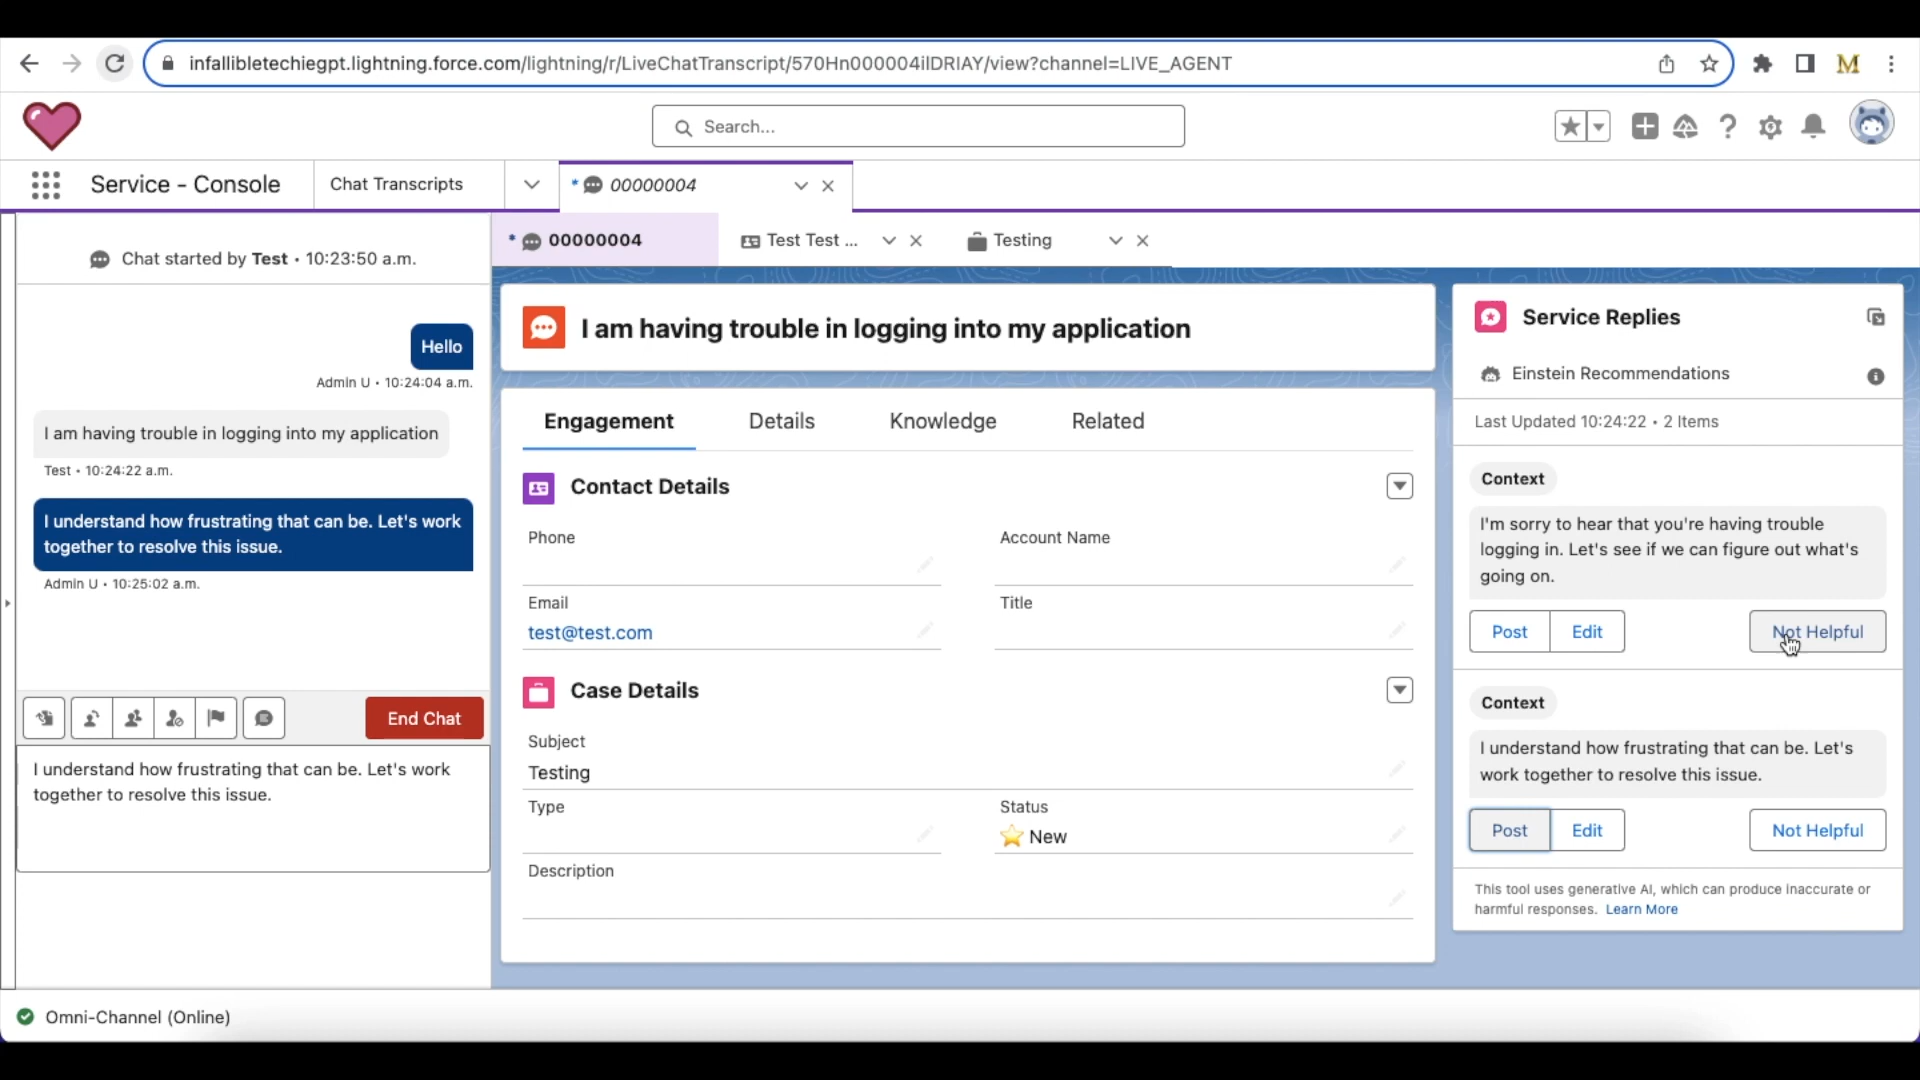 infallibletechiegpt.lightning.force.com/lightning/r/LiveChatTranscript/570Hn000004ilDRIAY/view?channel=LIVE_AGENT
M
Search...
Service - Console
Chat Transcripts
* 00000004
Chat started by Test • 10:23:50 a.m.
Hello
Admin U • 10:24:04 a.m.
I am having trouble in logging into my application
Test • 10:24:22 a.m.
I understand how frustrating that can be. Let's work
together to resolve this issue.
Admin U • 10:25:02 a.m.
End Chat
I understand how frustrating that can be. Let's work
together to resolve this issue.
* 00000004
Test Test ...
Testing
I am having trouble in logging into my application
Engagement
Details
Knowledge
Related
Contact Details
Phone
Account Name
Email
Title
test@test.com
Case Details
Subject
Testing
Type
Status
New
Description
Service Replies
Einstein Recommendations
Last Updated 10:24:22 • 2 Items
Context
I'm sorry to hear that you're having trouble
logging in. Let's see if we can figure out what's
going on.
Post
Edit
Not Helpful
Context
I understand how frustrating that can be. Let's
work together to resolve this issue.
Post
Edit
Not Helpful
This tool uses generative AI, which can produce inaccurate or
harmful responses. Learn More
Omni-Channel (Online)